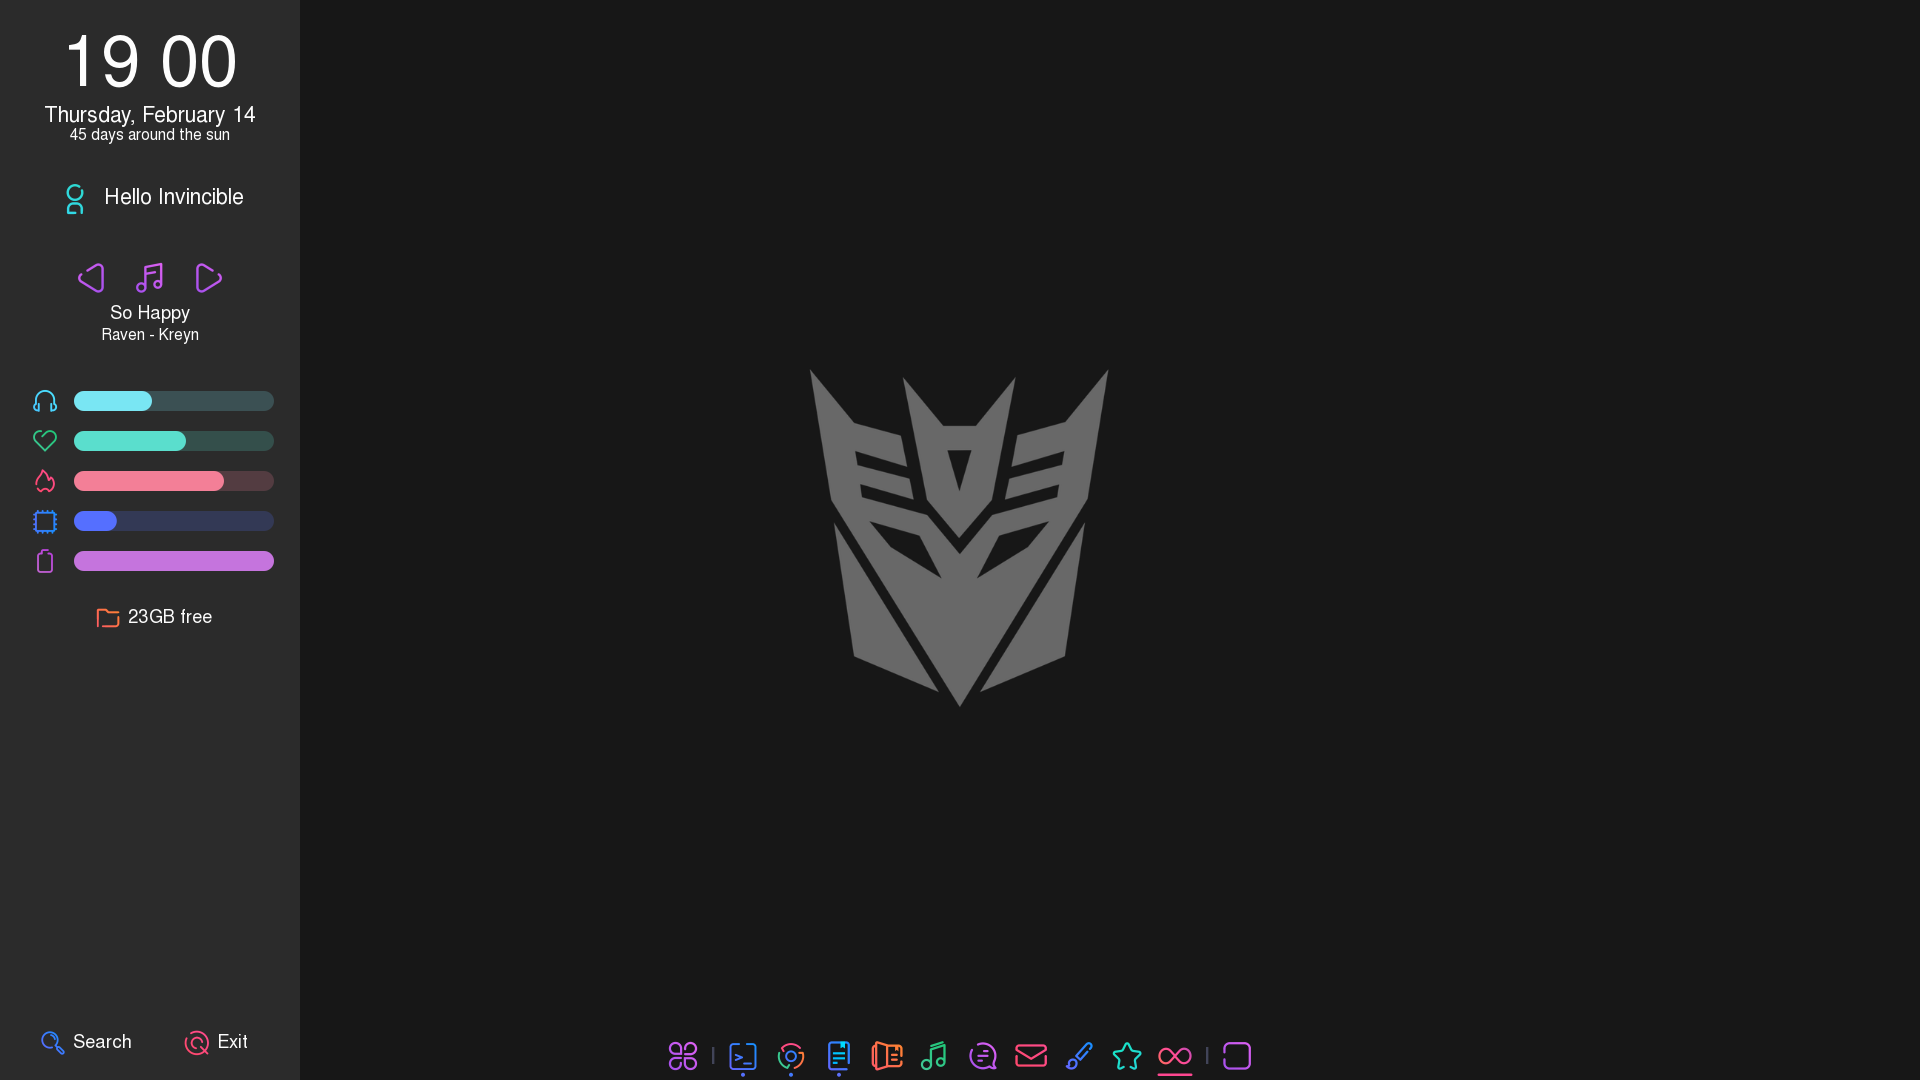 19 00
Thursday, February 14
45 days around the sun
Hello Invincible
So Happy
Raven - Kreyn
23GB free
Search
Exit